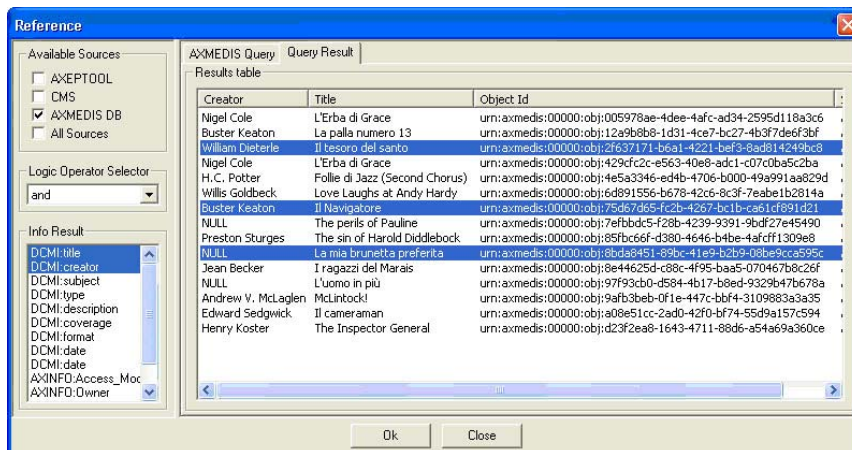 Reference
Available Sources
AXEPTOOL
CMS
AXMEDIS DB
All Sources
Logic Operator Selector
and
Info Result
DCMI:title
DCMI:creator
DCMI:subject
DCMI:type
DCMI:description
DCMI:coverage
DCMI:format
DCMI:date
DCMI:date
AXINFO:Access_Moc
AXINFO:Owner
AXMEDIS Query Query Result
Results table
Creator Title Object Id
Nigel Cole L'Erba di Grace urn:axmedis:00000:obj:005978ae-4dee-4afc-ad34-2595d118a3c6
Buster Keaton La palla numero 13 urn:axmedis:00000:obj:12a9b8b8-1d31-4ce7-bc27-4b3f7de6f3bf
William Dieterle Il tesoro del santo urn:axmedis:00000:obj:2f637171-b6a1-4221-bef3-8ad814249bc8
Nigel Cole L'Erba di Grace urn:axmedis:00000:obj:429cfc2c-e563-40e8-adc1-c07c0ba5c2ba
H.C. Potter Follie di Jazz (Second Chorus) urn:axmedis:00000:obj:4e5a3346-ed4b-4706-b000-49a991aa829d
Willis Goldbeck Love Laughs at Andy Hardy urn:axmedis:00000:obj:6d891556-b678-42c6-8c3f-7eabe1b2814a
Buster Keaton Il Navigatore urn:axmedis:00000:obj:75d67d65-fc2b-4267-bc1b-ca61cf891d21
NULL The perils of Pauline urn:axmedis:00000:obj:7efbbdc5-f28b-4239-9391-9bdf27e45490
Preston Sturges The sin of Harold Diddlebock urn:axmedis:00000:obj:85fbc66f-d380-4646-b4be-4afcff1309e8
NULL La mia brunetta preferita urn:axmedis:00000:obj:8bda8451-89bc-41e9-b2b9-08be9cca595c
Jean Becker I ragazzi del Marais urn:axmedis:00000:obj:8e44625d-c88c-4f95-baa5-070467b8c26f
NULL L'uomo in più urn:axmedis:00000:obj:97f93cb0-d584-4b17-b8ed-9329b47b678a
Andrew V. McLaglen McLintock! urn:axmedis:00000:obj:9afb3beb-0f1e-447c-bbf4-3109883a3a35
Edward Sedgwick Il cameraman urn:axmedis:00000:obj:a08e51cc-2ad0-42f0-bf74-55d9a157c594
Henry Koster The Inspector General urn:axmedis:00000:obj:d23f2ea8-1643-4711-88d6-a54a69a360ce
Ok Close